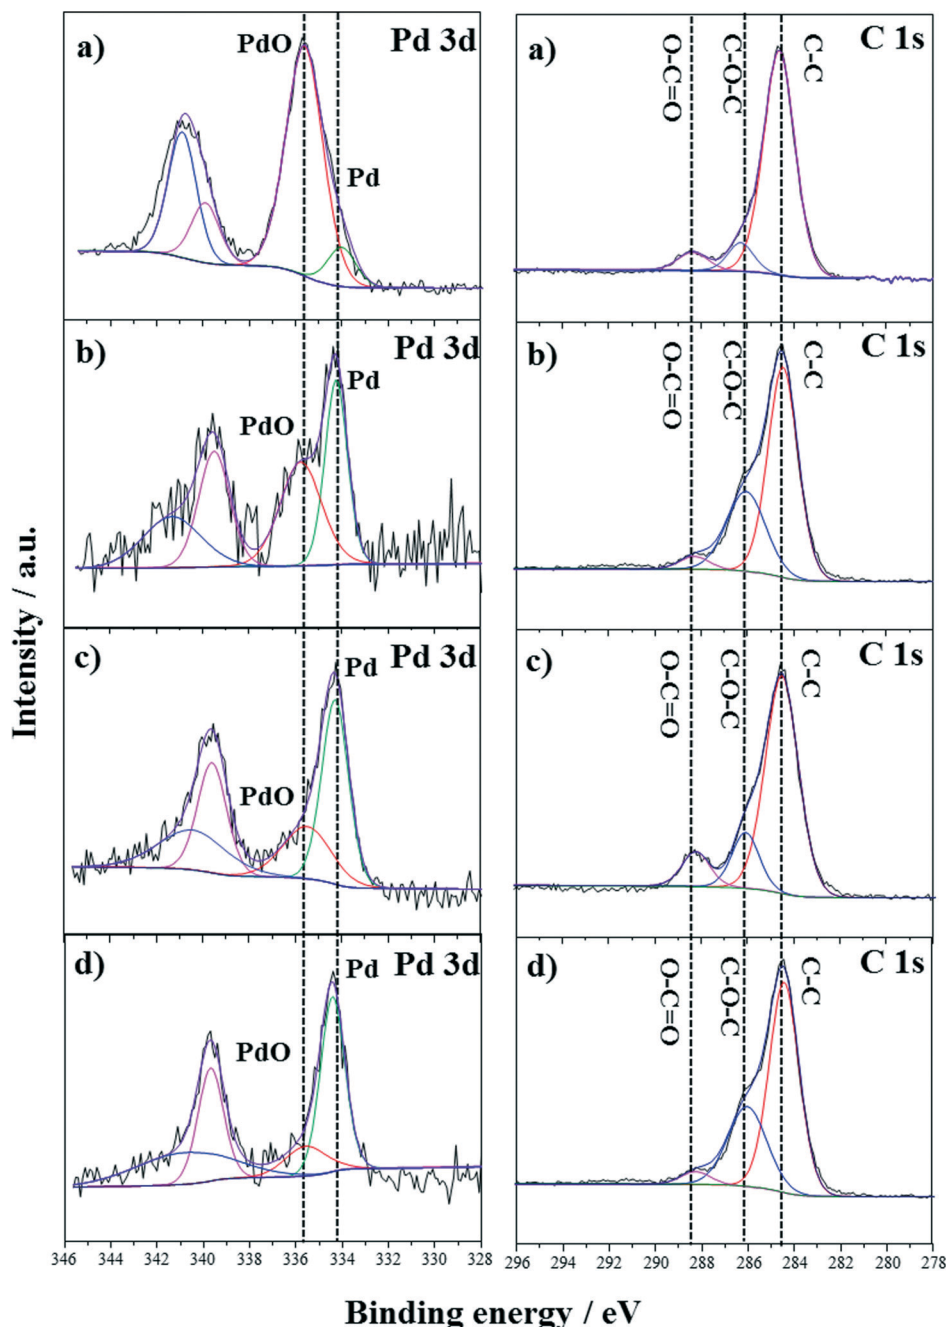 a)
Pd 3d
PdO
Pd
b)
Pd 3d
PdO
Pd
c)
Pd 3d
PdO
Pd
d)
Pd 3d
PdO
Pd
346 344 342 340 338 336 334 332 330 328
a)
C 1s
O-C=O
C-O-C
C-C
b)
C 1s
O-C=O
C-O-C
C-C
c)
C 1s
O-C=O
C-O-C
C-C
d)
C 1s
O-C=O
C-O-C
C-C
296 294 292 290 288 286 284 282 280 278
Intensity / a.u.
Binding energy / eV